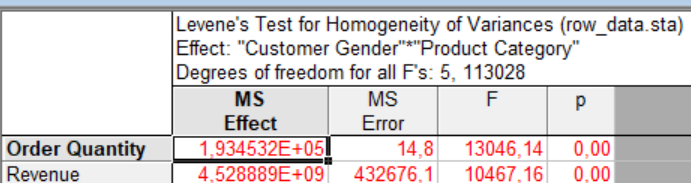 Levene's Test for Homogeneity of Variances (row_data.sta)
Effect: "Customer Gender"*"Product Category"
Degrees of freedom for all F's: 5, 113028
MS Effect MS Error F p
Order Quantity 1,934532E+05 14,8 13046,14 0,00
Revenue 4,528889E+09 432676,1 10467,16 0,00